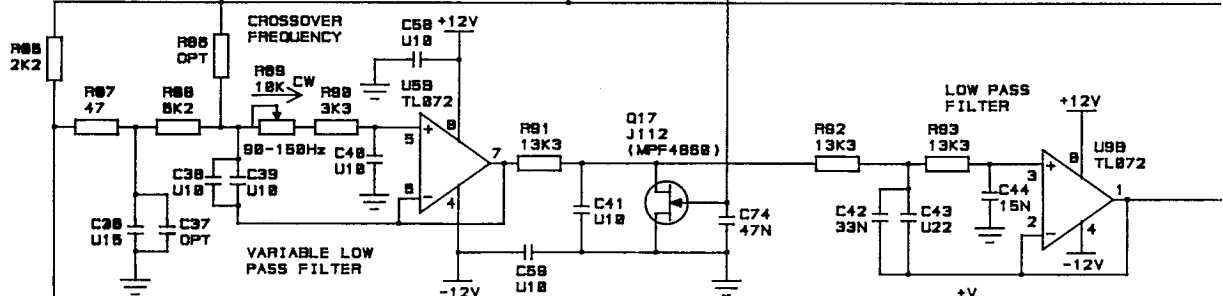 CROSSOVER
FREQUENCY
R85
2K2
R86
OPT
R87
47
R88
R89
10K
CW
90-150Hz
R90
3K3
C58
U10
+12V
U5B
TL072
8
5
6
7
4
C38
U10
C39
U10
C40
U10
C36
U15
C37
OPT
VARIABLE LOW
PASS FILTER
-12V
C59
U10
R91
13K3
C41
U10
Q17
J112
(MPF4860)
C74
47N
R92
13K3
R93
13K3
LOW PASS
FILTER
+12V
U9B
TL072
8
3
2
1
4
C42
33N
C43
U22
C44
15N
-12V
+V